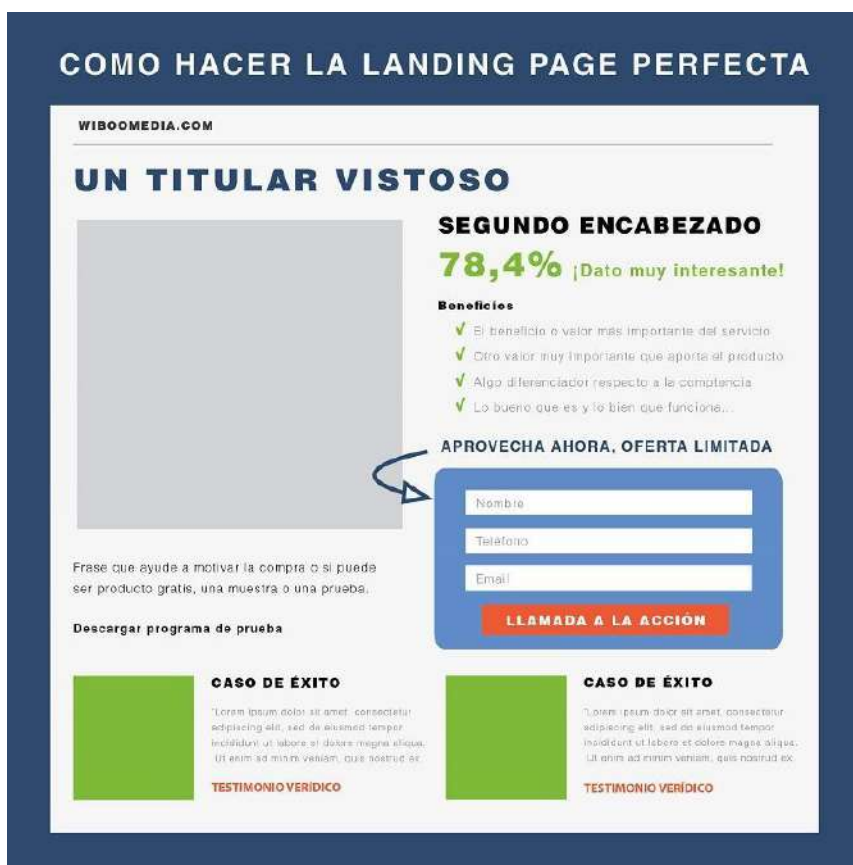 COMO HACER LA LANDING PAGE PERFECTA
WIBOOMEDIA.COM
UN TITULAR VISTOSO
SEGUNDO ENCABEZADO
78,4% ¡Dato muy interesante!
Beneficios
√ El beneficio o valor más importante del servicio
√ Otro valor muy importante que aporta el producto
√ Algo diferenciador respecto a la comptencia
√ Lo bueno que es y lo bien que funciona...
APROVECHA AHORA, OFERTA LIMITADA
Nombre
Teléfono
Email
LLAMADA A LA ACCIÓN
Frase que ayude a motivar la compra o si puede
ser producto gratis, una muestra o una prueba.
Descargar programa de prueba
CASO DE ÉXITO
"Lorem ipsum dolor sit amet, consectetur
adipiscing elit, sed do eiusmod tempor
incididunt ut labore et dolore magna aliqua.
Ut enim ad minim veniam, quis nostrud ex.
TESTIMONIO VERÍDICO
CASO DE ÉXITO
"Lorem ipsum dolor sit amet, consectetur
adipiscing elit, sed do eiusmod tempor
incididunt ut labore et dolore magna aliqua.
Ut enim ad minim veniam, quis nostrud ex.
TESTIMONIO VERÍDICO